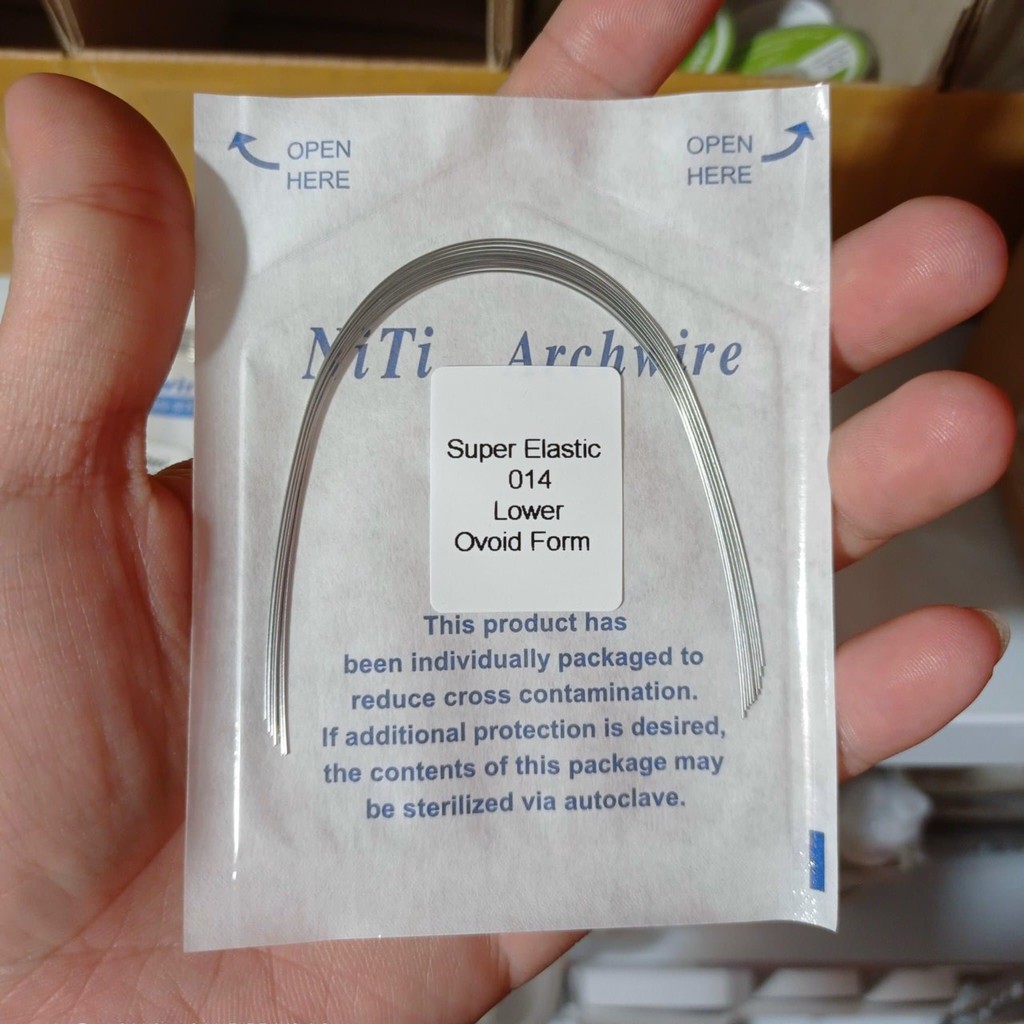 OPEN
HERE
OPEN
HERE
NiTi Archwire
Super Elastic
014
Lower
Ovoid Form
This product has
been individually packaged to
reduce cross contamination.
If additional protection is desired,
the contents of this package may
be sterilized via autoclave.